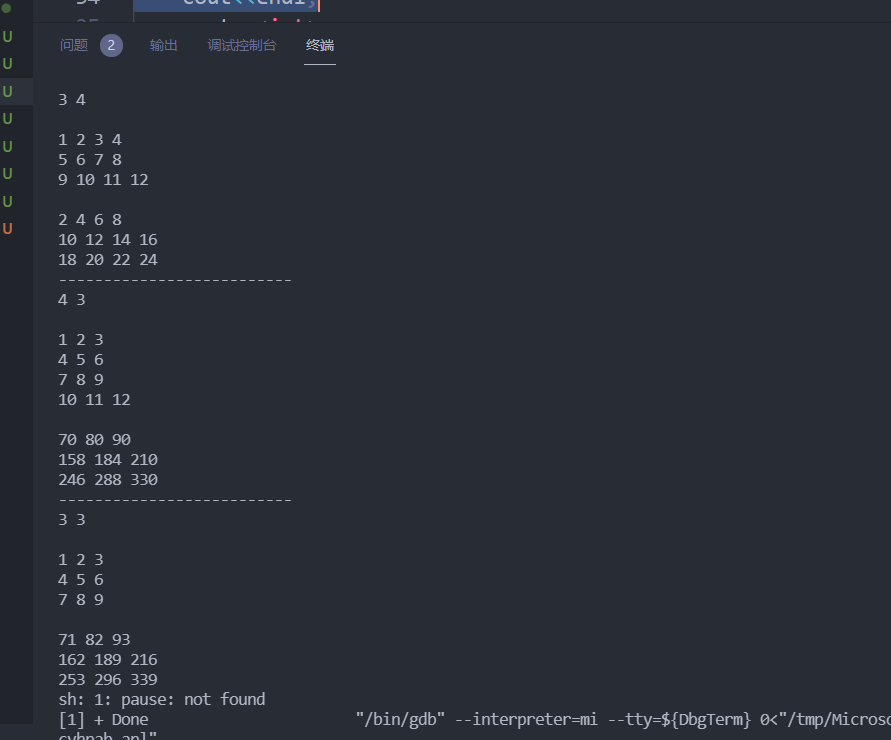 U
U
U
U
U
U
U
U
问题 2 输出 调试控制台 终端
3 4
1 2 3 4
5 6 7 8
9 10 11 12
2 4 6 8
10 12 14 16
18 20 22 24
--------------------------
4 3
1 2 3
4 5 6
7 8 9
10 11 12
70 80 90
158 184 210
246 288 330
--------------------------
3 3
1 2 3
4 5 6
7 8 9
71 82 93
162 189 216
253 296 339
sh: 1: pause: not found
[1] + Done "/bin/gdb" --interpreter=mi --tty=${DbgTerm} 0<"/tmp/Microso